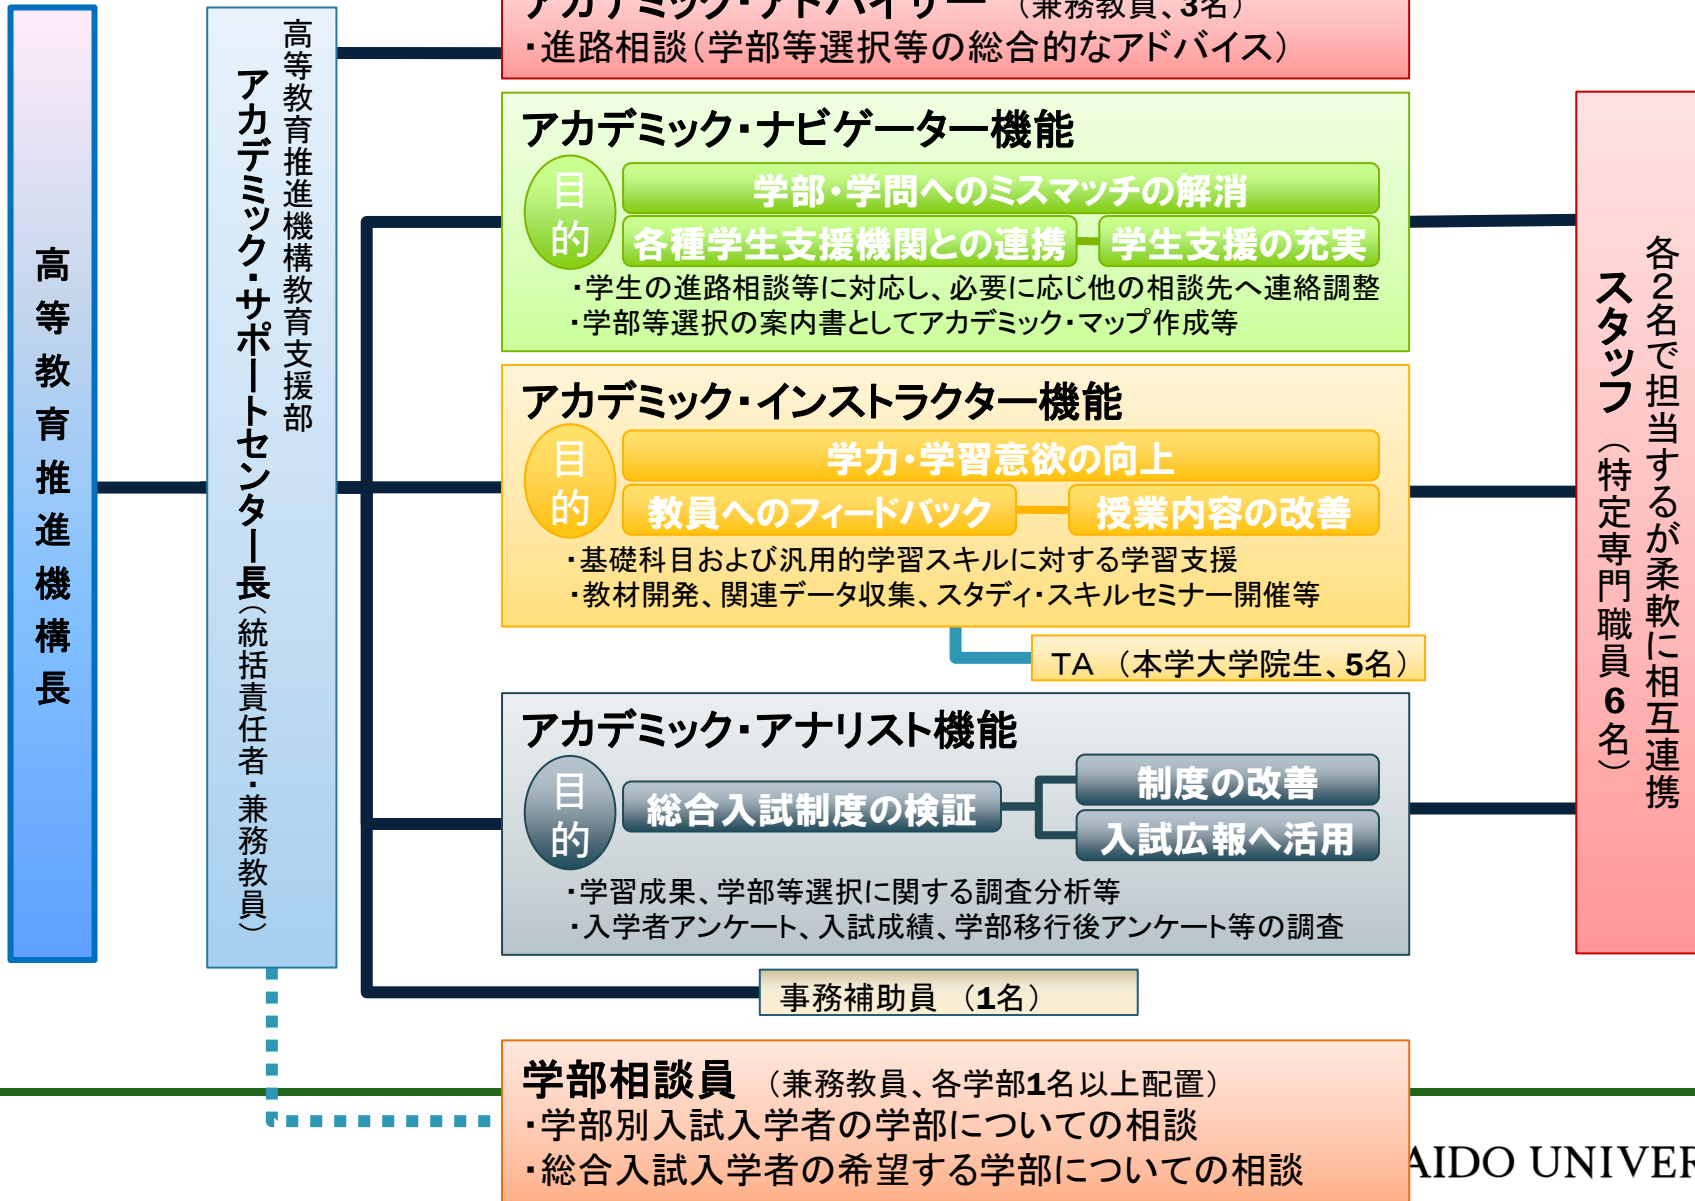 高等教育推進機構長
高等教育推進機構教育支援部
アカデミック・サポートセンター長（統括責任者・兼務教員）
アカデミック・アドバイザー （兼務教員、3名）
・進路相談（学部等選択等の総合的なアドバイス）
アカデミック・ナビゲーター機能
目的
学部・学問へのミスマッチの解消
各種学生支援機関との連携
学生支援の充実
・学生の進路相談等に対応し、必要に応じ他の相談先へ連絡調整
・学部等選択の案内書としてアカデミック・マップ作成等
アカデミック・インストラクター機能
目的
学力・学習意欲の向上
教員へのフィードバック
授業内容の改善
・基礎科目および汎用的学習スキルに対する学習支援
・教材開発、関連データ収集、スタディ・スキルセミナー開催等
TA （本学大学院生、5名）
アカデミック・アナリスト機能
目的
総合入試制度の検証
制度の改善
入試広報へ活用
・学習成果、学部等選択に関する調査分析等
・入学者アンケート、入試成績、学部移行後アンケート等の調査
事務補助員 （1名）
学部相談員 （兼務教員、各学部1名以上配置）
・学部別入試入学者の学部についての相談
・総合入試入学者の希望する学部についての相談
各2名で担当するが柔軟に相互連携
スタッフ （特定専門職員6名）
AIDO UNIVER